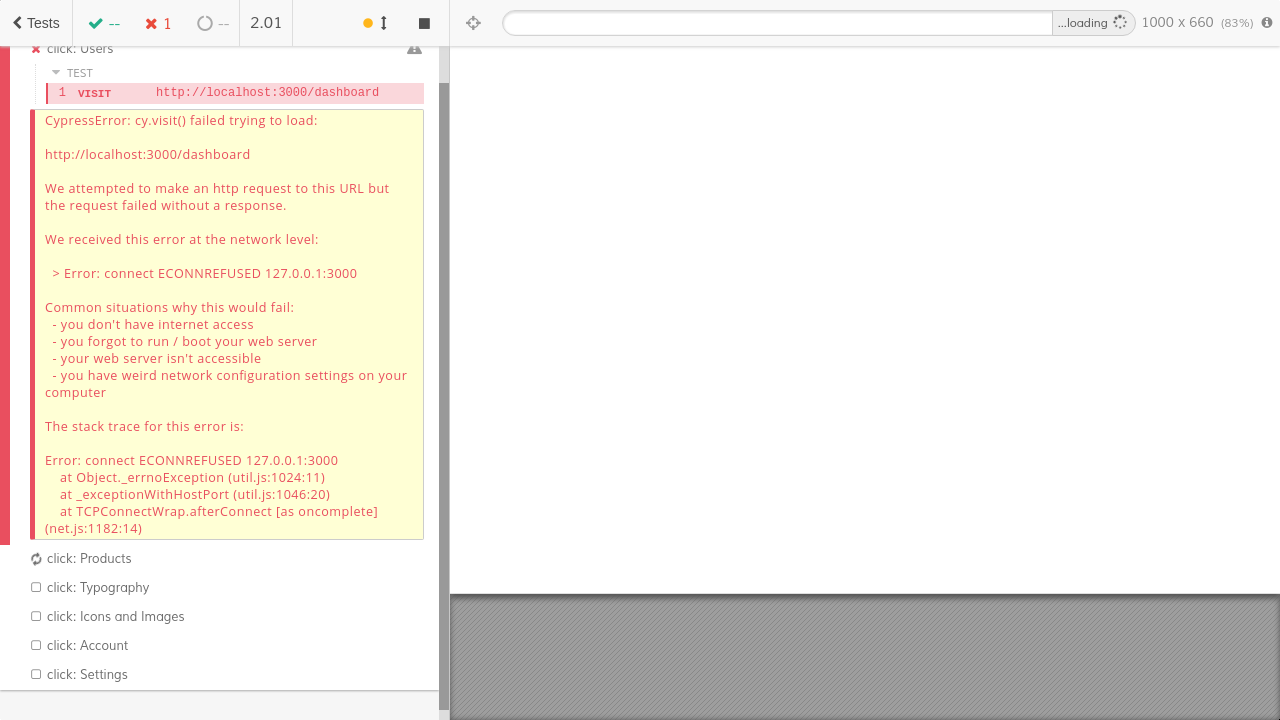 Tests -- 1 -- 2.01 ...loading 1000 x 660 (83%)
click: Users
TEST
1 VISIT http://localhost:3000/dashboard
CypressError: cy.visit() failed trying to load:
http://localhost:3000/dashboard
We attempted to make an http request to this URL but
the request failed without a response.
We received this error at the network level:
> Error: connect ECONNREFUSED 127.0.0.1:3000
Common situations why this would fail:
- you don't have internet access
- you forgot to run / boot your web server
- your web server isn't accessible
- you have weird network configuration settings on your
computer
The stack trace for this error is:
Error: connect ECONNREFUSED 127.0.0.1:3000
at Object._errnoException (util.js:1024:11)
at _exceptionWithHostPort (util.js:1046:20)
at TCPConnectWrap.afterConnect [as oncomplete]
(net.js:1182:14)
click: Products
click: Typography
click: Icons and Images
click: Account
click: Settings